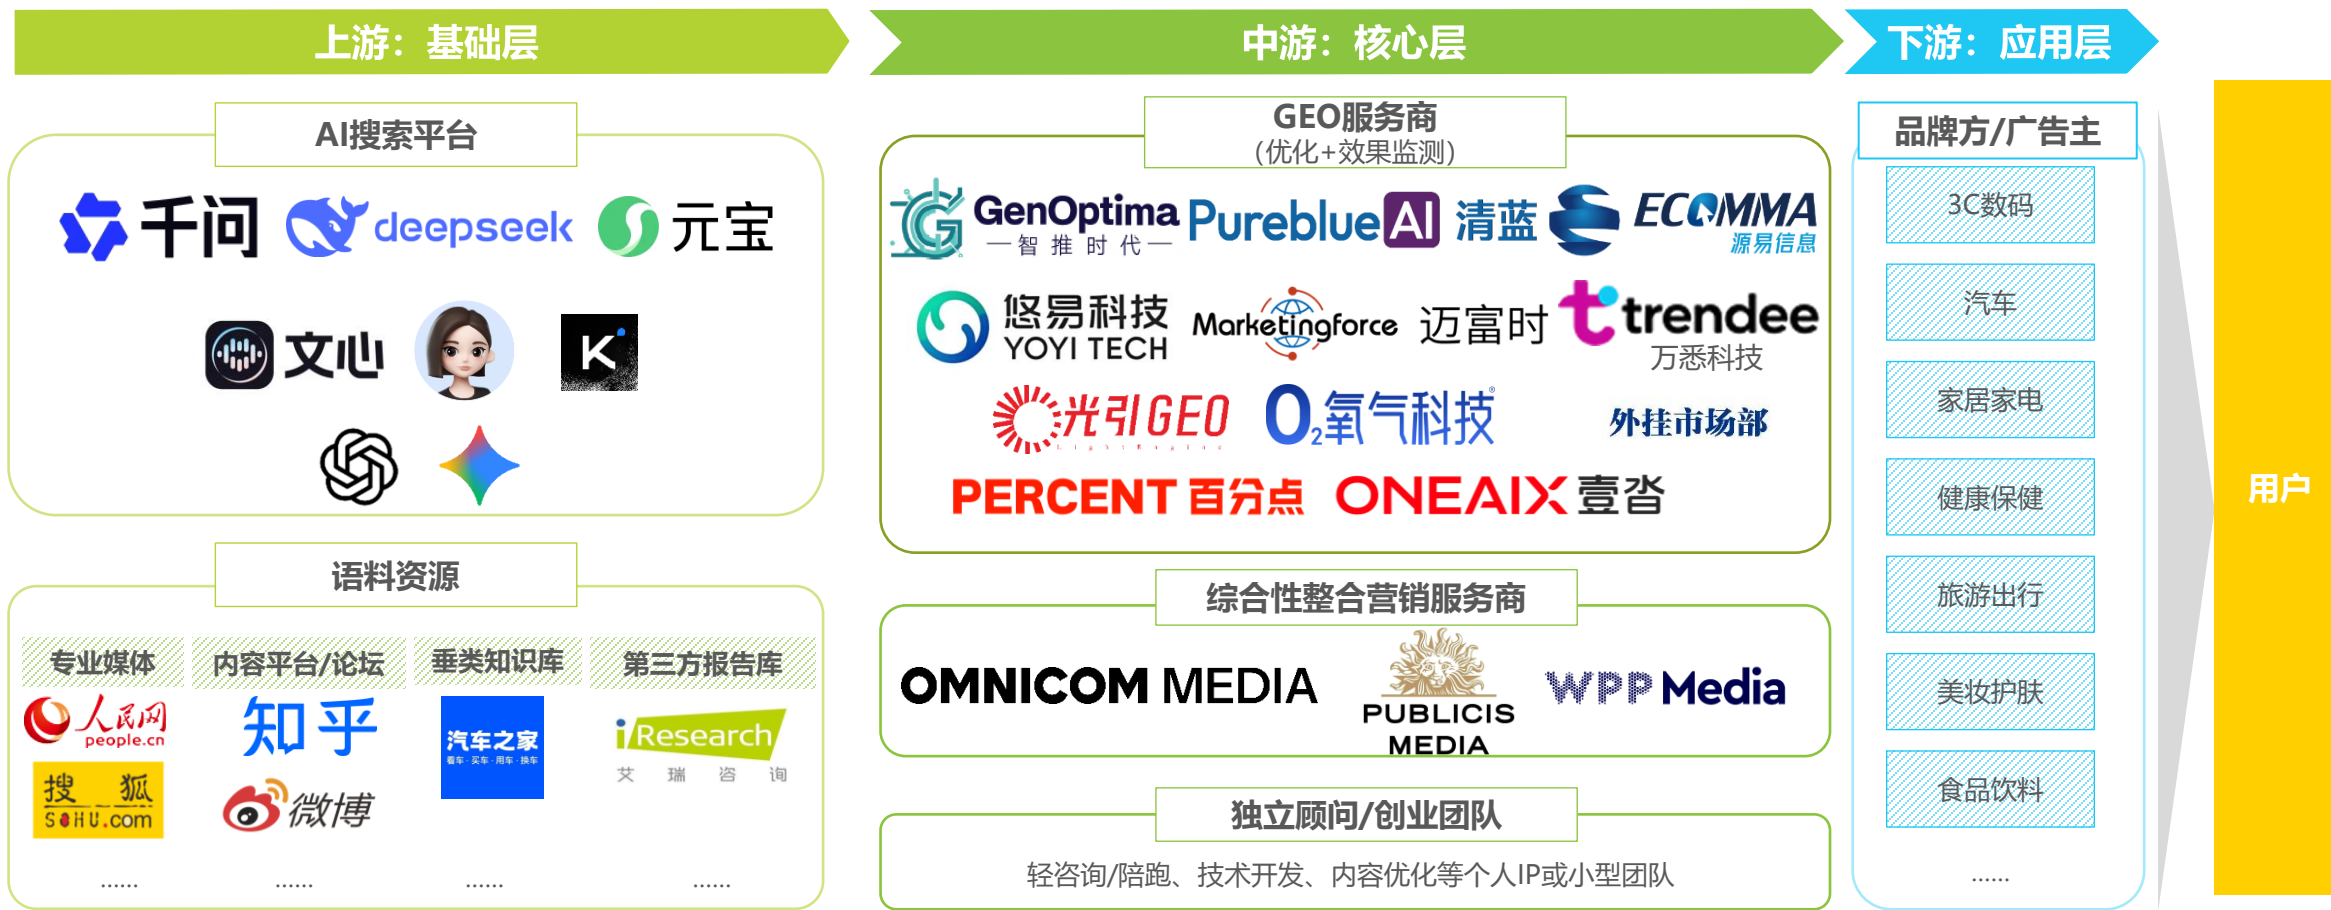 上游：基础层
中游：核心层
下游：应用层
AI搜索平台
千问
deepseek
元宝
文心
K
语料资源
专业媒体
内容平台/论坛
垂类知识库
第三方报告库
人民网
people.cn
知乎
汽车之家
看车·买车·用车·换车
iResearch
艾瑞咨询
搜狐
SOHU.com
微博
......
......
......
......
GEO服务商
（优化+效果监测）
GenOptima
智推时代
PureblueAI 清蓝
ECOMMA
源易信息
悠易科技
YOYI TECH
Marketingforce 迈富时
trendee
万悉科技
光引GEO
O2氧气科技®
外挂市场部
PERCENT 百分点
ONEAIX 壹沓
综合性整合营销服务商
OMNICOM MEDIA
PUBLICIS
MEDIA
WPP Media
独立顾问/创业团队
轻咨询/陪跑、技术开发、内容优化等个人IP或小型团队
品牌方/广告主
3C数码
汽车
家居家电
健康保健
旅游出行
美妆护肤
食品饮料
......
用户